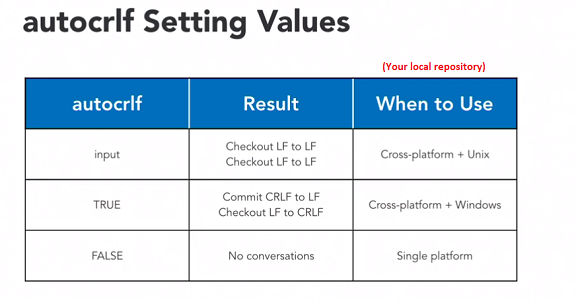 autocrlf Setting Values
(Your local repository)
autocrlf Result When to Use
input Checkout LF to LF Cross-platform + Unix
Checkout LF to LF
TRUE Commit CRLF to LF Cross-platform + Windows
Checkout LF to CRLF
FALSE No conversations Single platform